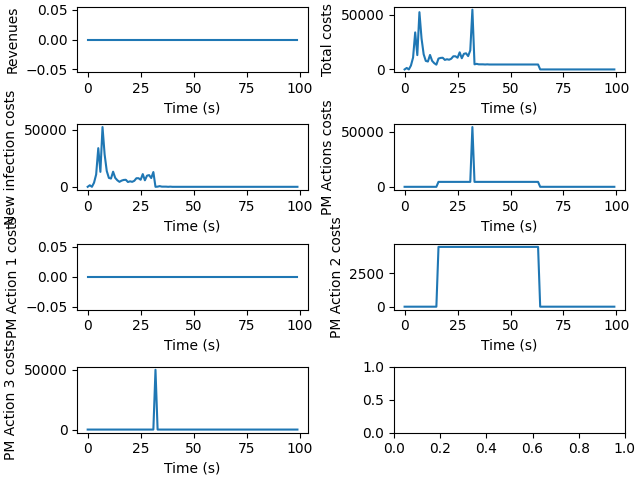 Revenues
0.05
0.00
−0.05
0 25 50 75 100
Time (s)
Total costs
50000
0
0 25 50 75 100
Time (s)
New infection costs
50000
0
0 25 50 75 100
Time (s)
PM Actions costs
50000
0
0 25 50 75 100
Time (s)
PM Action 1 costs
0.05
0.00
−0.05
0 25 50 75 100
Time (s)
PM Action 2 costs
2500
0
0 25 50 75 100
Time (s)
PM Action 3 costs
50000
0
0 25 50 75 100
Time (s)
1.0
0.5
0.0
0.0 0.2 0.4 0.6 0.8 1.0